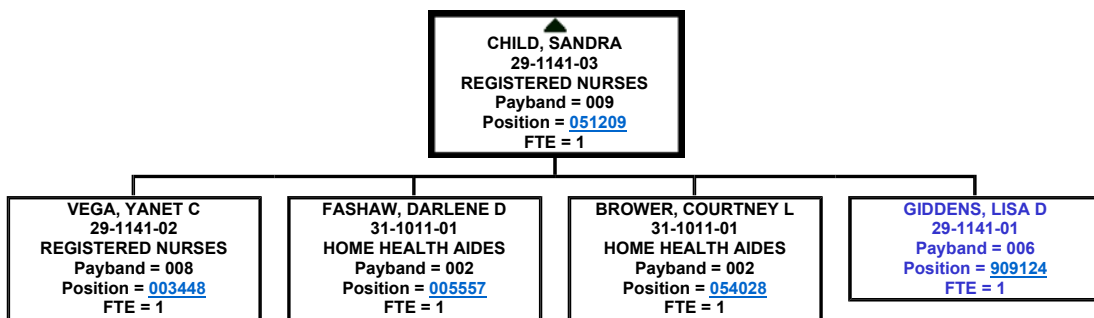 CHILD, SANDRA
29-1141-03
REGISTERED NURSES
Payband = 009
Position = 051209
FTE = 1
VEGA, YANET C
29-1141-02
REGISTERED NURSES
Payband = 008
Position = 003448
FTE = 1
FASHAW, DARLENE D
31-1011-01
HOME HEALTH AIDES
Payband = 002
Position = 005557
FTE = 1
BROWER, COURTNEY L
31-1011-01
HOME HEALTH AIDES
Payband = 002
Position = 054028
FTE = 1
GIDDENS, LISA D
29-1141-01
Payband = 006
Position = 909124
FTE = 1